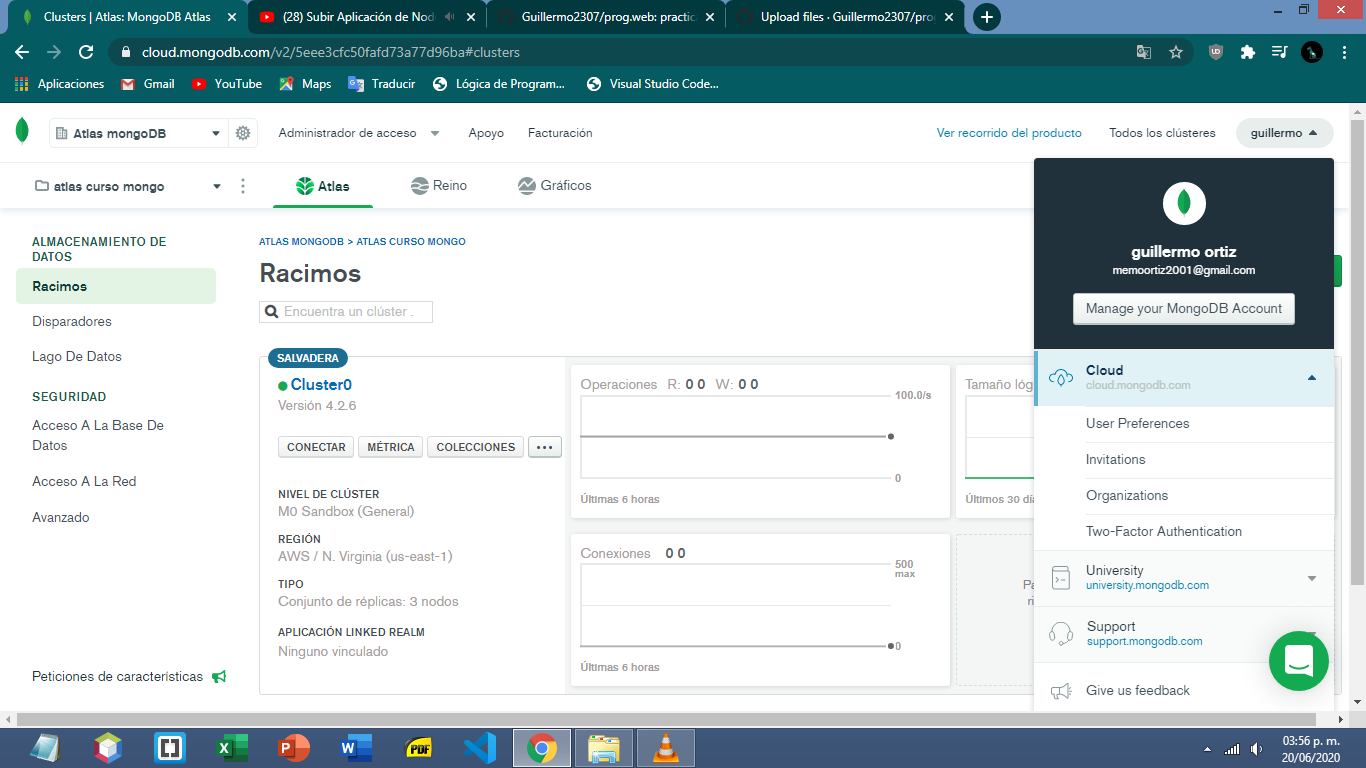 Clusters | Atlas: MongoDB Atlas
(28) Subir Aplicación de Nod
Guillermo2307/prog.web: practic
Upload files · Guillermo2307/pro
cloud.mongodb.com/v2/5eee3cfc50fafd73a77d96ba#clusters
Aplicaciones
Gmail
YouTube
Maps
Traducir
Lógica de Program...
Visual Studio Code...
Atlas mongoDB
Administrador de acceso
Apoyo
Facturación
Ver recorrido del producto
Todos los clústeres
guillermo
atlas curso mongo
Atlas
Reino
Gráficos
guillermo ortiz
memoortiz2001@gmail.com
Manage your MongoDB Account
Cloud
cloud.mongodb.com
User Preferences
Invitations
Organizations
Two-Factor Authentication
University
university.mongodb.com
Support
support.mongodb.com
Give us feedback
ALMACENAMIENTO DE
DATOS
Racimos
Disparadores
Lago De Datos
SEGURIDAD
Acceso A La Base De
Datos
Acceso A La Red
Avanzado
Peticiones de características
ATLAS MONGODB > ATLAS CURSO MONGO
Racimos
Encuentra un clúster .
SALVADERA
Cluster0
Versión 4.2.6
CONECTAR
MÉTRICA
COLECCIONES
...
NIVEL DE CLÚSTER
M0 Sandbox (General)
REGIÓN
AWS / N. Virginia (us-east-1)
TIPO
Conjunto de réplicas: 3 nodos
APLICACIÓN LINKED REALM
Ninguno vinculado
Operaciones R: 0 0 W: 0 0
100.0/s
0
Últimas 6 horas
Tamaño lóg
Últimos 30 día
Conexiones 0 0
500
max
0
Últimas 6 horas
Pa
ri
PDF
03:56 p. m.
20/06/2020